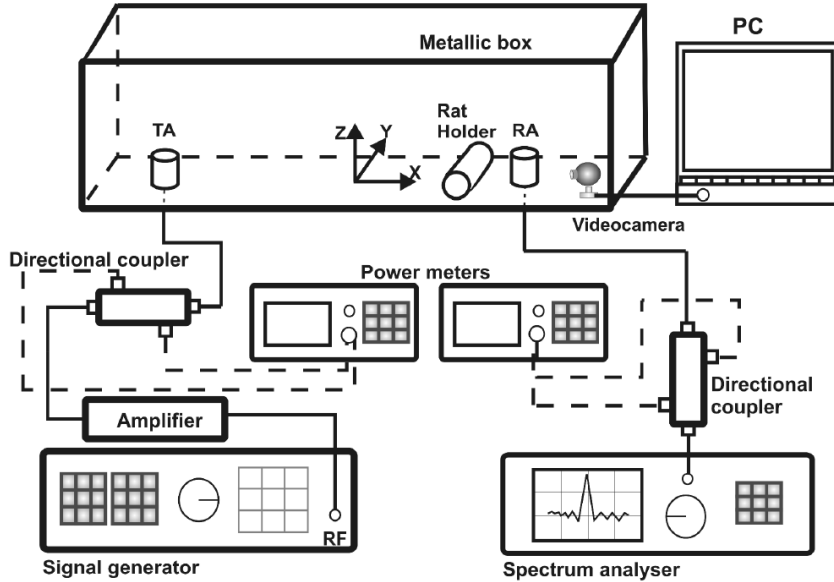 PC
Metallic box
Rat
Holder
TA
Z
Y
X
RA
Videocamera
Directional coupler
Power meters
Directional
coupler
Amplifier
RF
Signal generator
Spectrum analyser